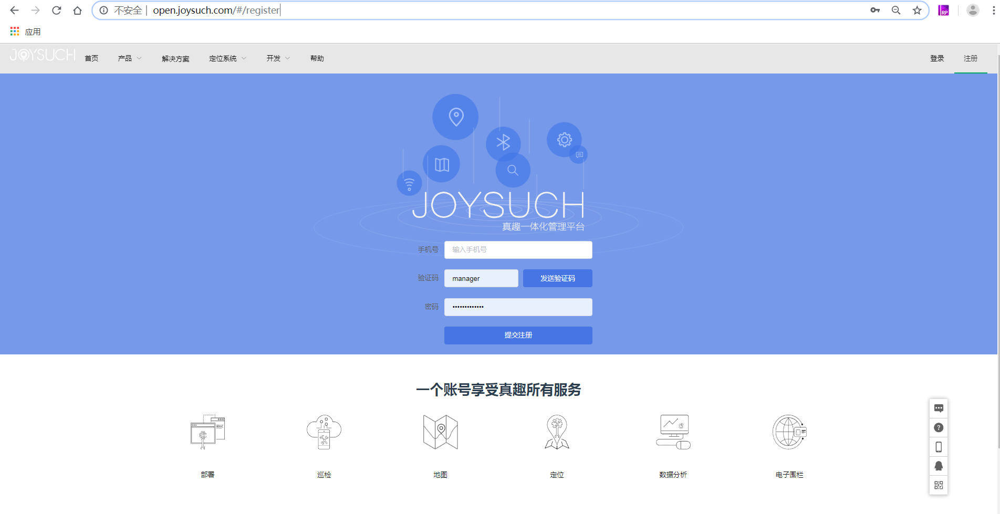 不安全 | open.joysuch.com/#/register
应用
JOYSUCH 首页 产品 解决方案 定位系统 开发 帮助 登录 注册
JOYSUCH
真趣一体化管理平台
手机号 输入手机号
验证码 manager 发送验证码
密码 •••••••••••••
提交注册
一个账号享受真趣所有服务
部署 巡检 地图 定位 数据分析 电子围栏